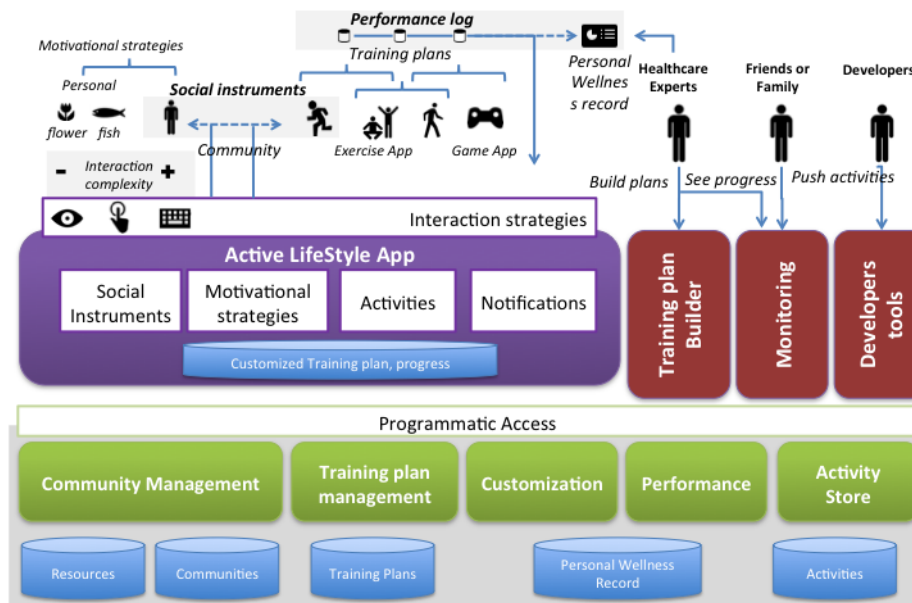 Performance log
Motivational strategies
Training plans
Personal
Wellnes
s record
Healthcare
Experts
Friends or
Family
Developers
Personal
flower
fish
Social instruments
Community
Exercise App
Game App
Build plans
See progress
Push activities
-
Interaction
complexity
+
Interaction strategies
Active LifeStyle App
Social
Instruments
Motivational
strategies
Activities
Notifications
Customized Training plan, progress
Training plan
Builder
Monitoring
Developers
tools
Programmatic Access
Community Management
Training plan
management
Customization
Performance
Activity
Store
Resources
Communities
Training Plans
Personal Wellness
Record
Activities